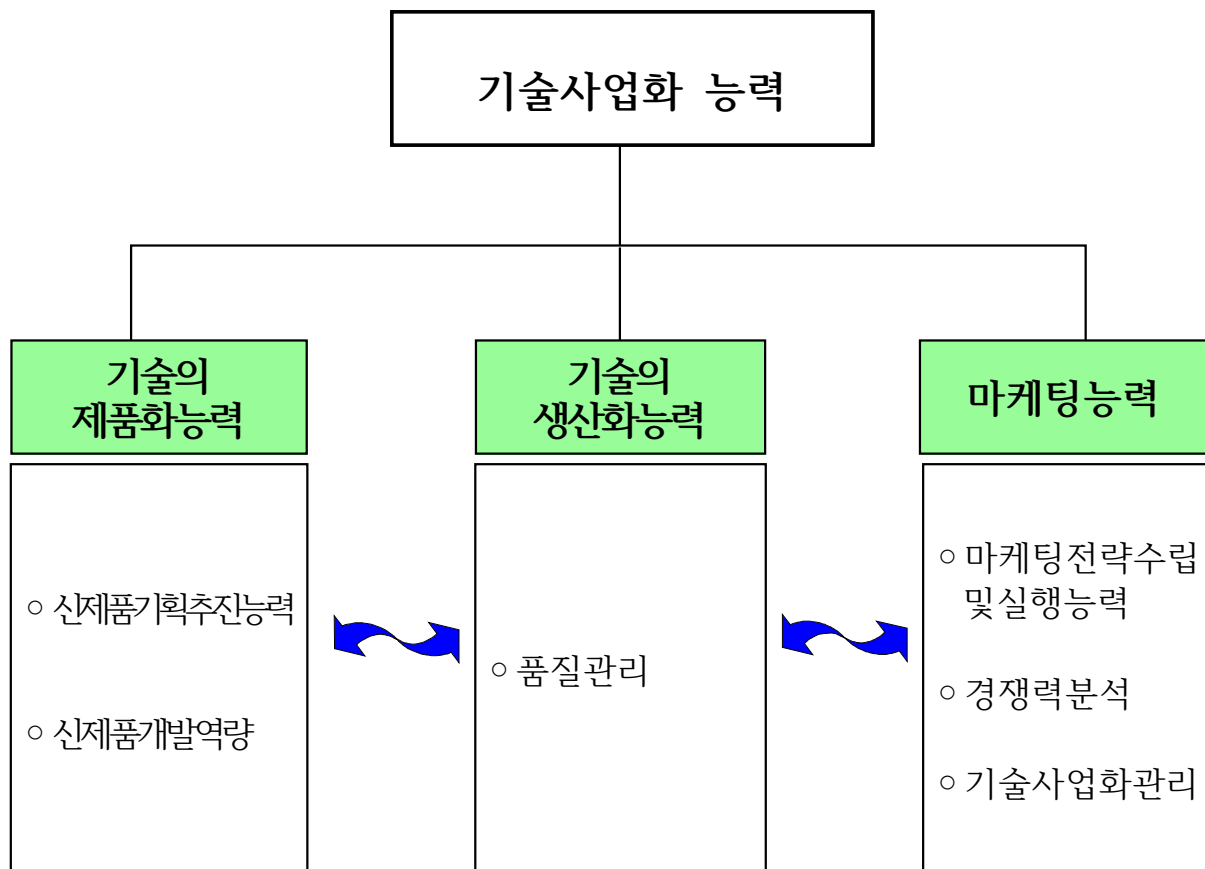 기술사업화 능력
기술의
제품화능력
기술의
생산화능력
마케팅능력
○ 신제품기획추진능력
○ 신제품개발역량
○ 품질관리
○ 마케팅전략수립
및실행능력
○ 경쟁력분석
○ 기술사업화관리